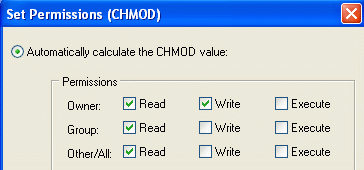 Set Permissions (CHMOD)
Automatically calculate the CHMOD value:
Permissions
Owner: Read Write Execute
Group: Read Write Execute
Other/All: Read Write Execute